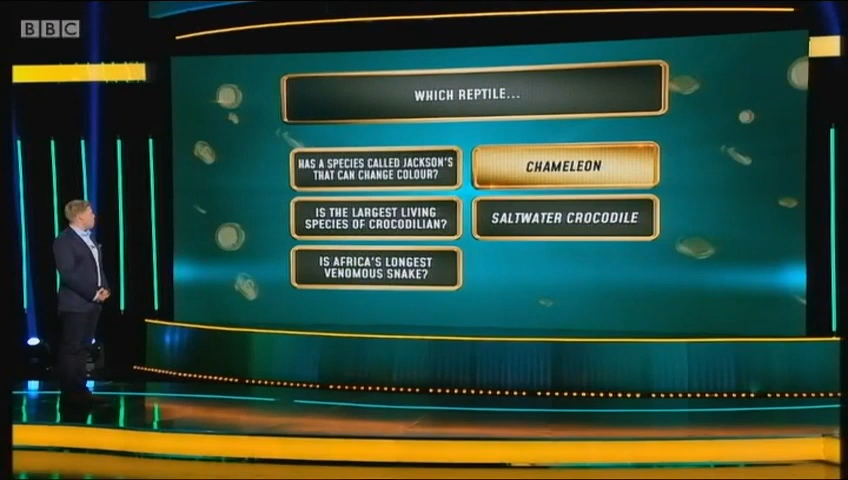 BBC
WHICH REPTILE...
HAS A SPECIES CALLED JACKSON'S
THAT CAN CHANGE COLOUR?
CHAMELEON
IS THE LARGEST LIVING
SPECIES OF CROCODILIAN?
SALTWATER CROCODILE
IS AFRICA'S LONGEST
VENOMOUS SNAKE?